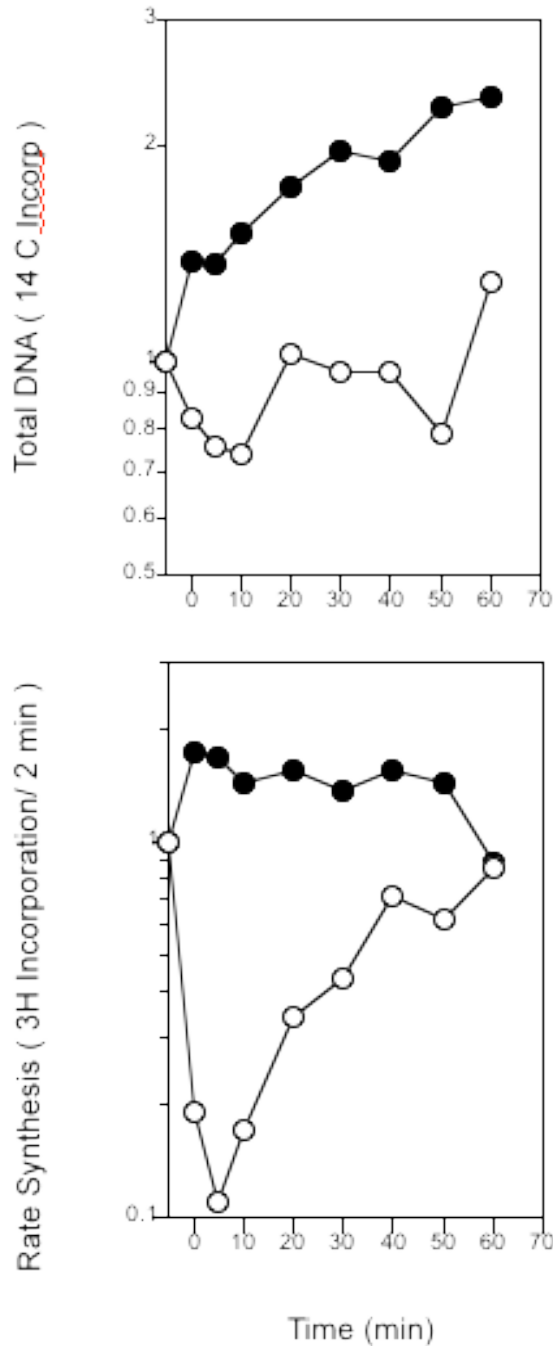 Total DNA ( 14 C Incorp )
3
2
1
0.9
0.8
0.7
0.6
0.5
0 10 20 30 40 50 60 70
Rate Synthesis ( 3H Incorporation/ 2 min )
1
0.1
0 10 20 30 40 50 60 70
Time (min)